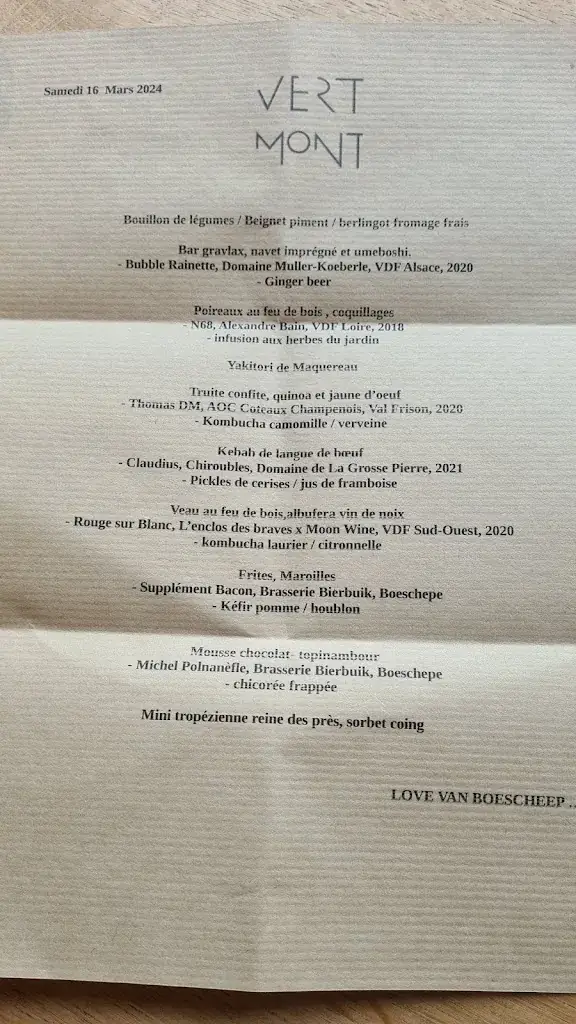 Samedi 16 Mars 2024
VERT
MONT
Bouillon de légumes / Beignet piment / berlingot fromage frais
Bar gravlax, navet imprégné et umeboshi.
- Bubble Rainette, Domaine Muller-Koeberle, VDF Alsace, 2020
- Ginger beer
Poireaux au feu de bois , coquillages
- N68, Alexandre Bain, VDF Loire, 2018
- infusion aux herbes du jardin
Yakitori de Maquereau
Truite confite, quinoa et jaune d'oeuf
- Thomas DM, AOC Coteaux Champenois, Val Frison, 2020
- Kombucha camomille / verveine
Kebab de langue de bœuf
- Claudius, Chiroubles, Domaine de La Grosse Pierre, 2021
- Pickles de cerises / jus de framboise
Veau au feu de bois,albufera vin de noix
- Rouge sur Blanc, L'enclos des braves x Moon Wine, VDF Sud-Ouest, 2020
- kombucha laurier / citronnelle
Frites, Maroilles
- Supplément Bacon, Brasserie Bierbuik, Boeschepe
- Kéfir pomme / houblon
Mousse chocolat- topinambour
- Michel Polnanèfle, Brasserie Bierbuik, Boeschepe
- chicorée frappée
Mini tropézienne reine des près, sorbet coing
LOVE VAN BOESCHEEP ..